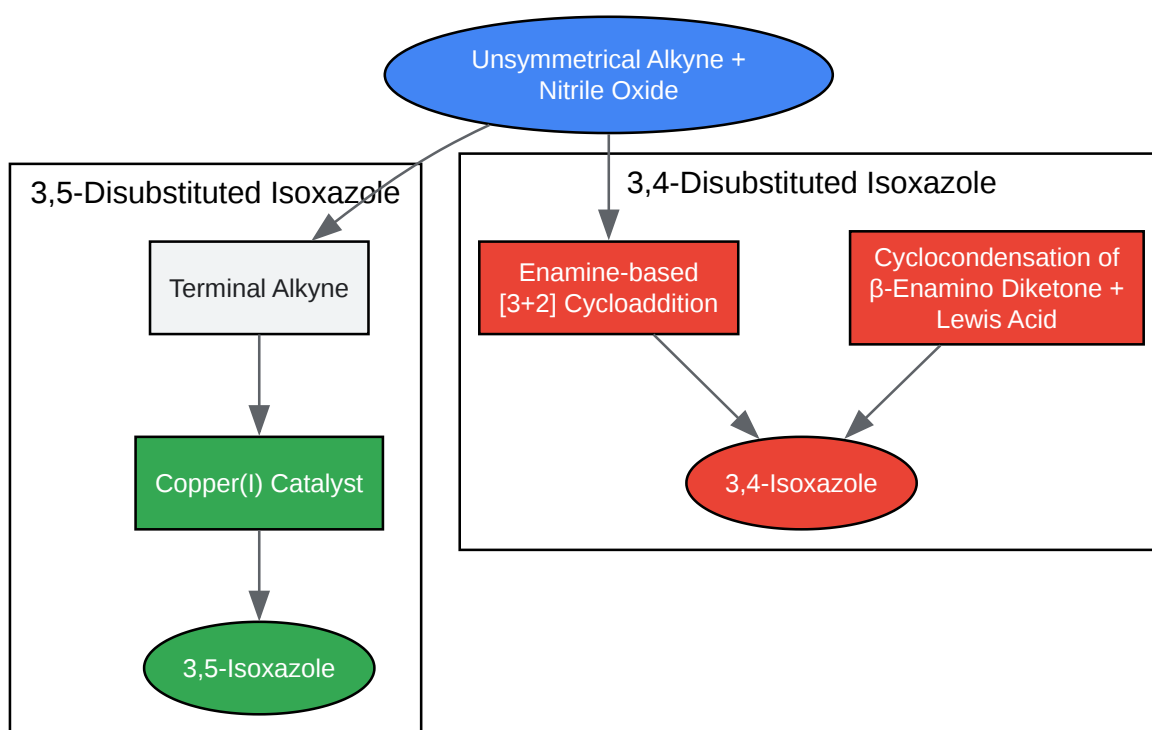 Unsymmetrical Alkyne +
Nitrile Oxide
3,5-Disubstituted Isoxazole
Terminal Alkyne
Copper(I) Catalyst
3,5-Isoxazole
3,4-Disubstituted Isoxazole
Enamine-based
[3+2] Cycloaddition
Cyclocondensation of
β-Enamino Diketone +
Lewis Acid
3,4-Isoxazole